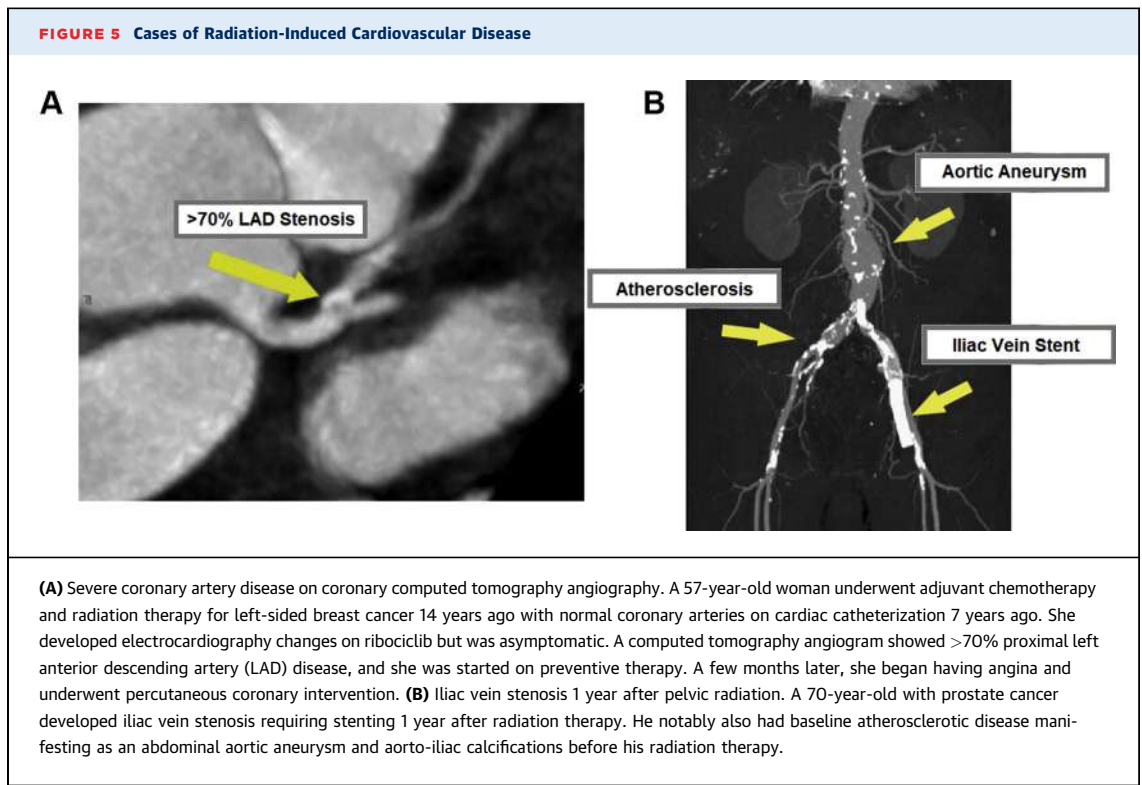 FIGURE 5 Cases of Radiation-Induced Cardiovascular Disease
A
B
>70% LAD Stenosis
Aortic Aneurysm
Atherosclerosis
Iliac Vein Stent
(A) Severe coronary artery disease on coronary computed tomography angiography. A 57-year-old woman underwent adjuvant chemotherapy
and radiation therapy for left-sided breast cancer 14 years ago with normal coronary arteries on cardiac catheterization 7 years ago. She
developed electrocardiography changes on ribociclib but was asymptomatic. A computed tomography angiogram showed >70% proximal left
anterior descending artery (LAD) disease, and she was started on preventive therapy. A few months later, she began having angina and
underwent percutaneous coronary intervention. (B) Iliac vein stenosis 1 year after pelvic radiation. A 70-year-old with prostate cancer
developed iliac vein stenosis requiring stenting 1 year after radiation therapy. He notably also had baseline atherosclerotic disease mani-
festing as an abdominal aortic aneurysm and aorto-iliac calcifications before his radiation therapy.